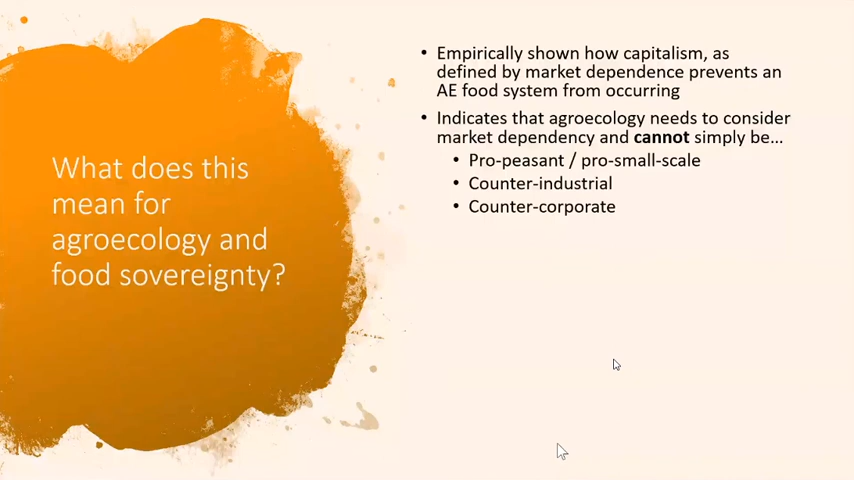 What does this
mean for
agroecology and
food sovereignty?
• Empirically shown how capitalism, as
defined by market dependence prevents an
AE food system from occurring
• Indicates that agroecology needs to consider
market dependency and cannot simply be...
• Pro-peasant / pro-small-scale
• Counter-industrial
• Counter-corporate